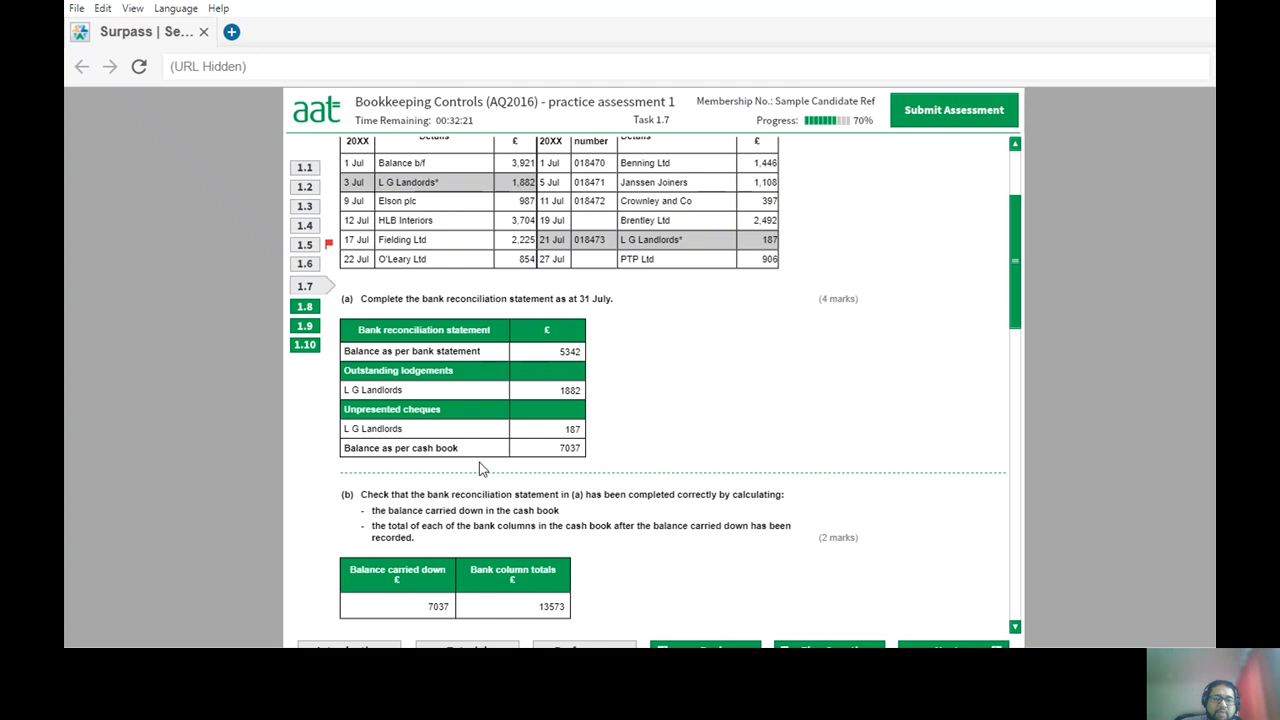 File Edit View Language Help
Surpass | Se...
(URL Hidden)
aat Bookkeeping Controls (AQ2016) - practice assessment 1 Membership No.: Sample Candidate Ref Submit Assessment
Time Remaining: 00:32:21 Task 1.7 Progress: 70%
20XX Details £ 20XX number Details £
1 Jul Balance b/f 3,921 1 Jul 018470 Benning Ltd 1,446
3 Jul L G Landords* 1,882 5 Jul 018471 Janssen Joiners 1,108
9 Jul Elson plc 987 11 Jul 018472 Crownley and Co 397
12 Jul HLB Interiors 3,704 19 Jul Brentley Ltd 2,492
17 Jul Fielding Ltd 2,225 21 Jul 018473 L G Landlords* 187
22 Jul O'Leary Ltd 854 27 Jul PTP Ltd 906
1.1
1.2
1.3
1.4
1.5
1.6
1.7
1.8
1.9
1.10
(a) Complete the bank reconciliation statement as at 31 July. (4 marks)
Bank reconciliation statement £
Balance as per bank statement 5342
Outstanding lodgements
L G Landlords 1882
Unpresented cheques
L G Landlords 187
Balance as per cash book 7037
(b) Check that the bank reconciliation statement in (a) has been completed correctly by calculating:
- the balance carried down in the cash book
- the total of each of the bank columns in the cash book after the balance carried down has been
recorded. (2 marks)
Balance carried down Bank column totals
£ £
7037 13573